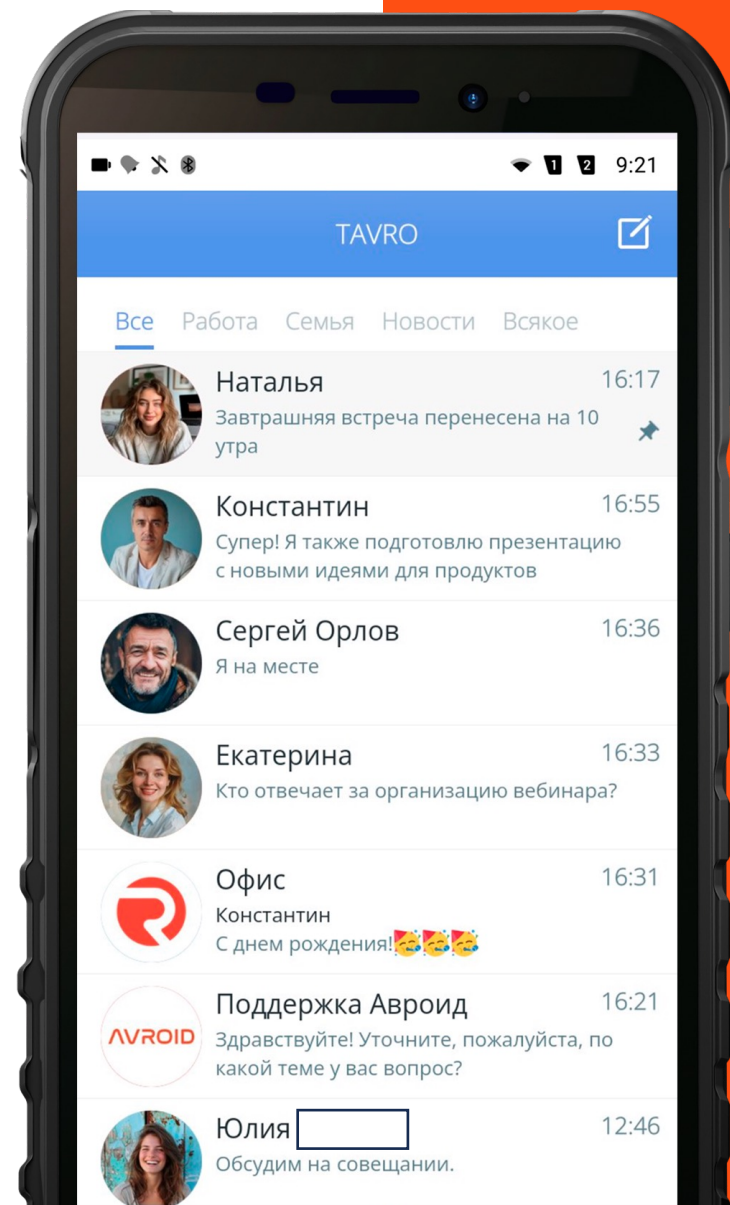 1 2 9:21
TAVRO
Все Работа Семья Новости Всякое
Наталья 16:17
Завтрашняя встреча перенесена на 10
утра
Константин 16:55
Супер! Я также подготовлю презентацию
с новыми идеями для продуктов
Сергей Орлов 16:36
Я на месте
Екатерина 16:33
Кто отвечает за организацию вебинара?
Офис 16:31
Константин
С днем рождения!🥳🥳🥳
Поддержка Авроид 16:21
AVROID
Здравствуйте! Уточните, пожалуйста, по
какой теме у вас вопрос?
Юлия 12:46
Обсудим на совещании.